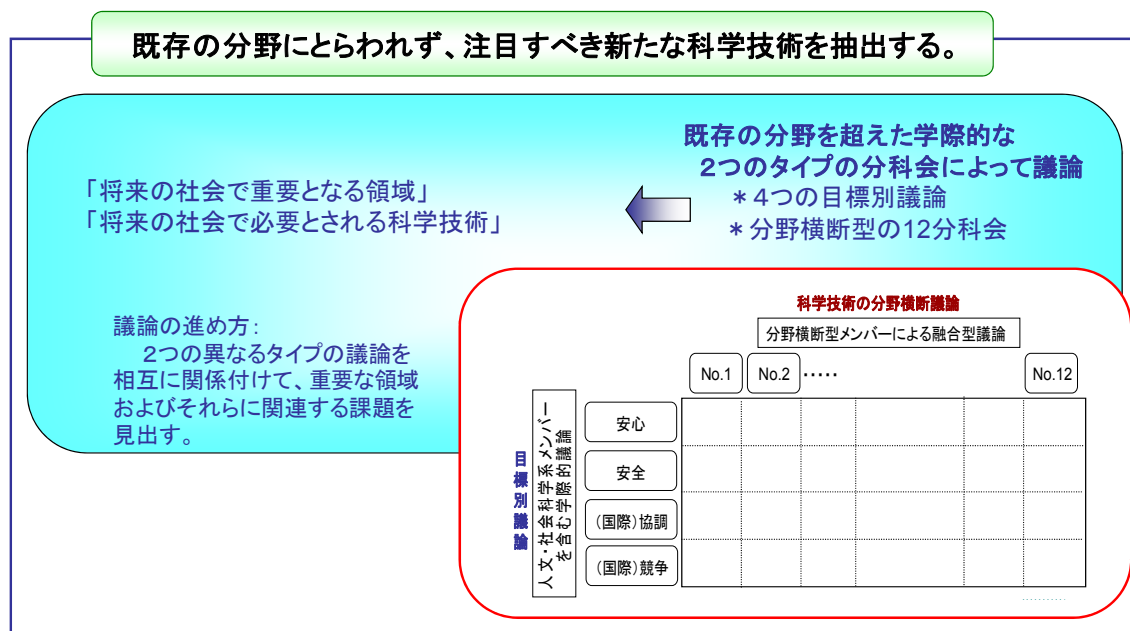 既存の分野にとらわれず、注目すべき新たな科学技術を抽出する。
既存の分野を超えた学際的な
２つのタイプの分科会によって議論
＊４つの目標別議論
＊分野横断型の12分科会
「将来の社会で重要となる領域」
「将来の社会で必要とされる科学技術」
議論の進め方：
２つの異なるタイプの議論を
相互に関係付けて、重要な領域
およびそれらに関連する課題を
見出す。
科学技術の分野横断議論
分野横断型メンバーによる融合型議論
No.1 No.2 ・・・・・ No.12
目標別議論
人文・社会科学系メンバー
を含む学際的議論
安心
安全
（国際）協調
（国際）競争